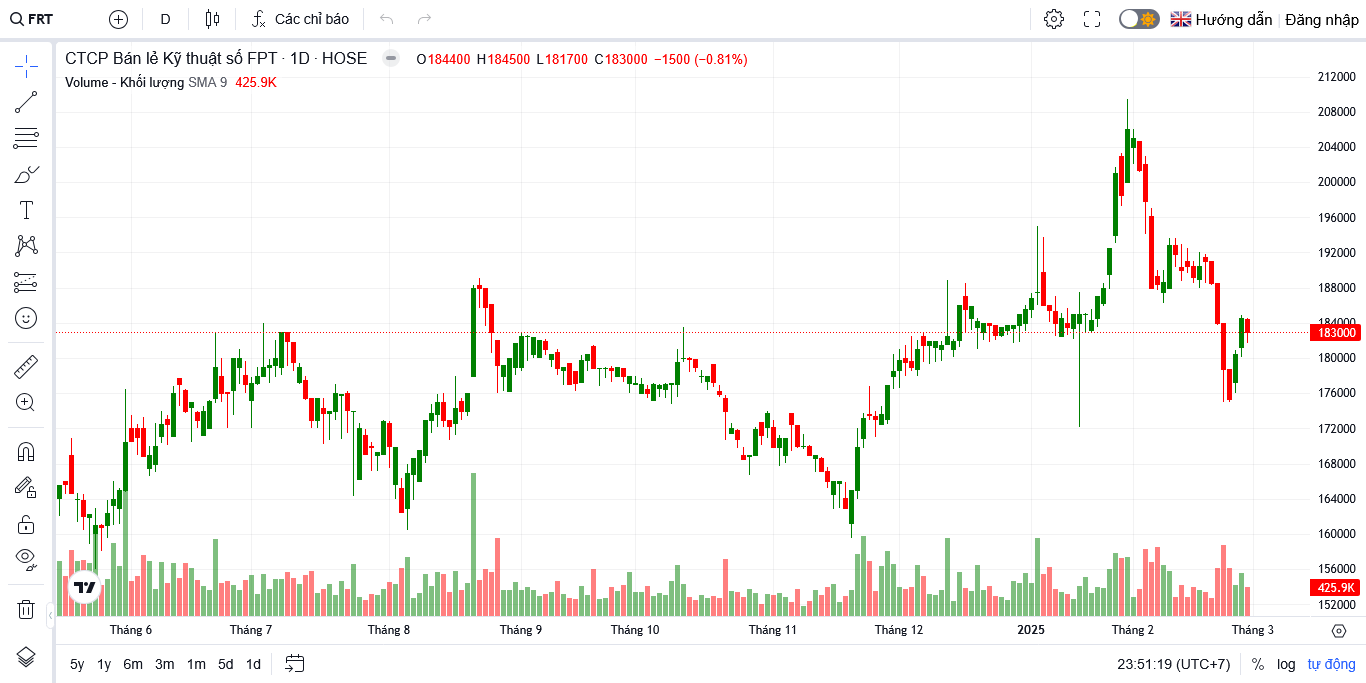 FRT D Các chỉ báo Hướng dẫn Đăng nhập
CTCP Bán lẻ Kỹ thuật số FPT · 1D · HOSE O184400 H184500 L181700 C183000 −1500 (−0.81%)
Volume - Khối lượng SMA 9 425.9K
212000
208000
204000
200000
196000
192000
188000
184000
183000
180000
176000
172000
168000
164000
160000
156000
425.9K
152000
Tháng 6 Tháng 7 Tháng 8 Tháng 9 Tháng 10 Tháng 11 Tháng 12 2025 Tháng 2 Tháng 3
5y 1y 6m 3m 1m 5d 1d 23:51:19 (UTC+7) % log tự động